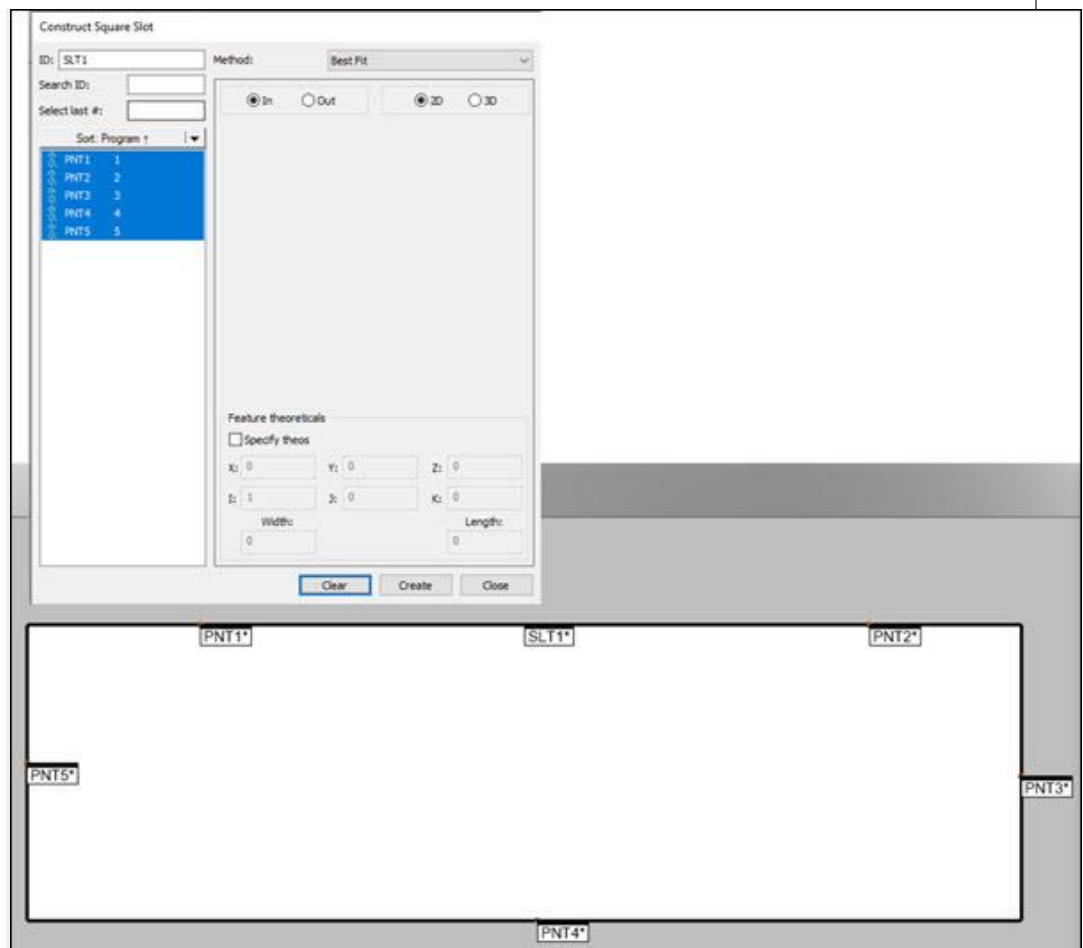 Construct Square Slot
ID: SLT1 Method: Best Fit
Search ID:
Select last #:
In Out 2D 3D
Sort: Program ↑
PNT1 1
PNT2 2
PNT3 3
PNT4 4
PNT5 5
Feature theoreticals
Specify theos
X: 0 Y: 0 Z: 0
I: 1 J: 0 K: 0
Width: Length:
0 0
Clear Create Close
PNT1* SLT1* PNT2*
PNT5*
PNT3*
PNT4*